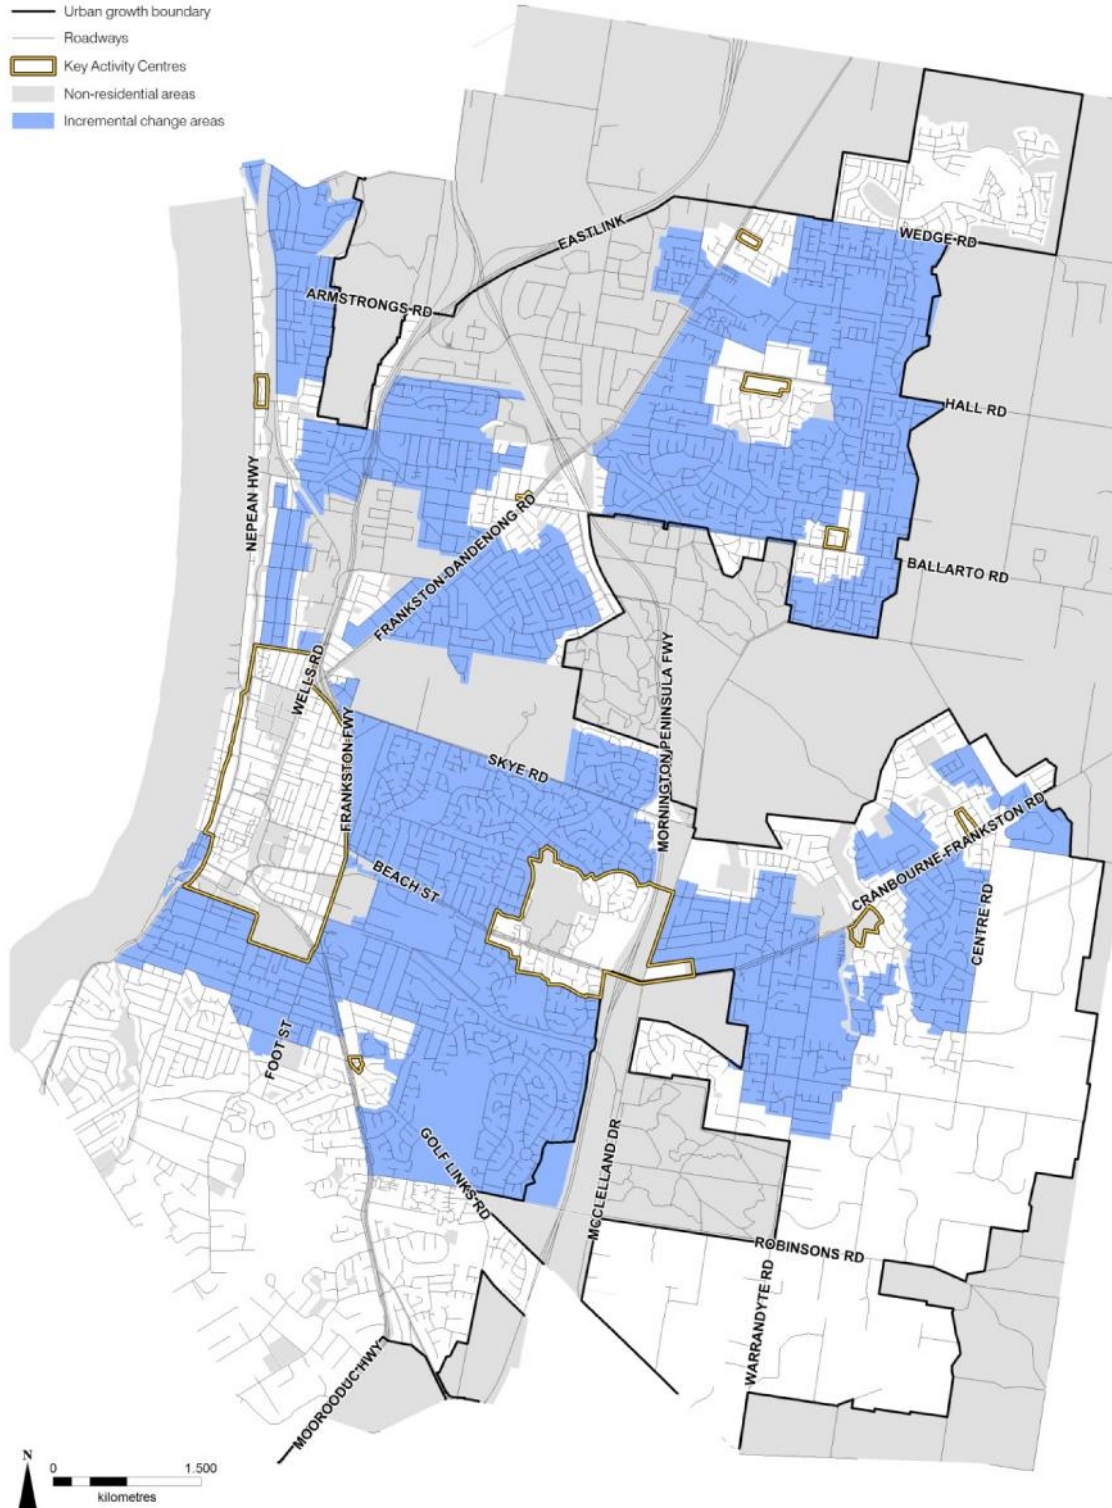 Urban growth boundary
Roadways
Key Activity Centres
Non-residential areas
Incremental change areas
EASTLINK
WEDGE RD
ARMSTRONGS RD
HALL RD
NEPEAN HWY
FRANKSTON-DANDENONG RD
BALLARTO RD
WELLS RD
MORNINGTON PENINSULA FWY
FRANKSTON FWY
SKYE RD
CRANBOURNE-FRANKSTON RD
BEACH ST
CENTRE RD
FOOT ST
GOLF LINKS RD
MCCLELLAND DR
ROBINSONS RD
WARRANDYTE RD
MOOROODUC HWY
N
0 1.500
kilometres